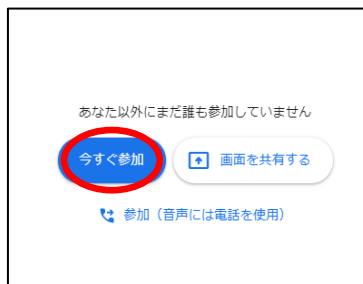 あなた以外にまだ誰も参加していません
今すぐ参加
画面を共有する
参加（音声には電話を使用）